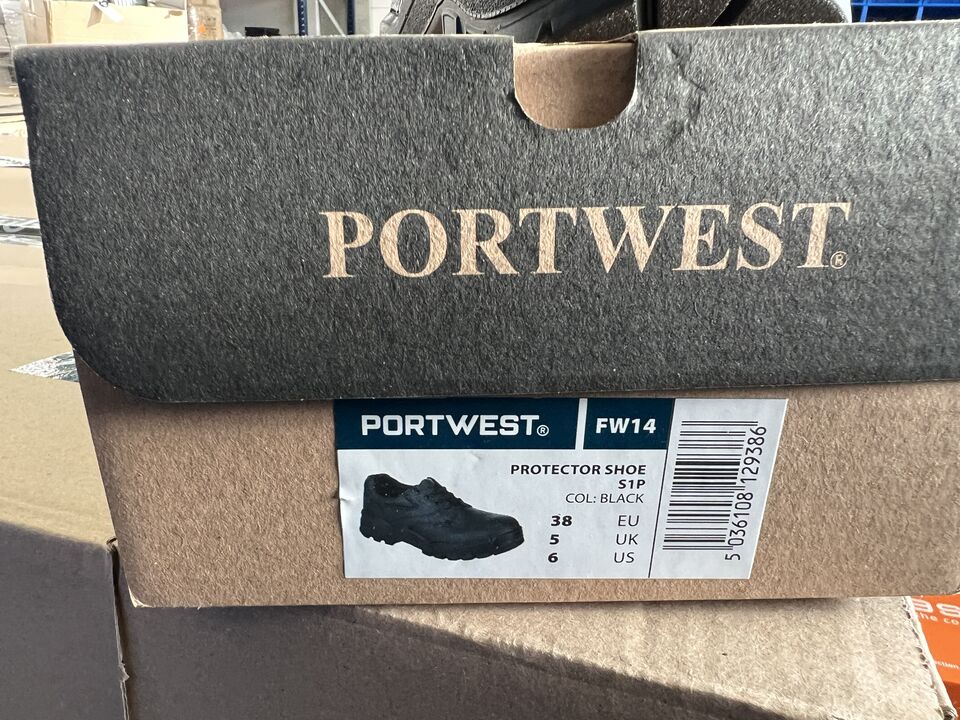 PORTWEST®
PORTWEST® FW14
PROTECTOR SHOE
S1P
COL: BLACK
38 EU
5 UK
6 US
5 036108 129386